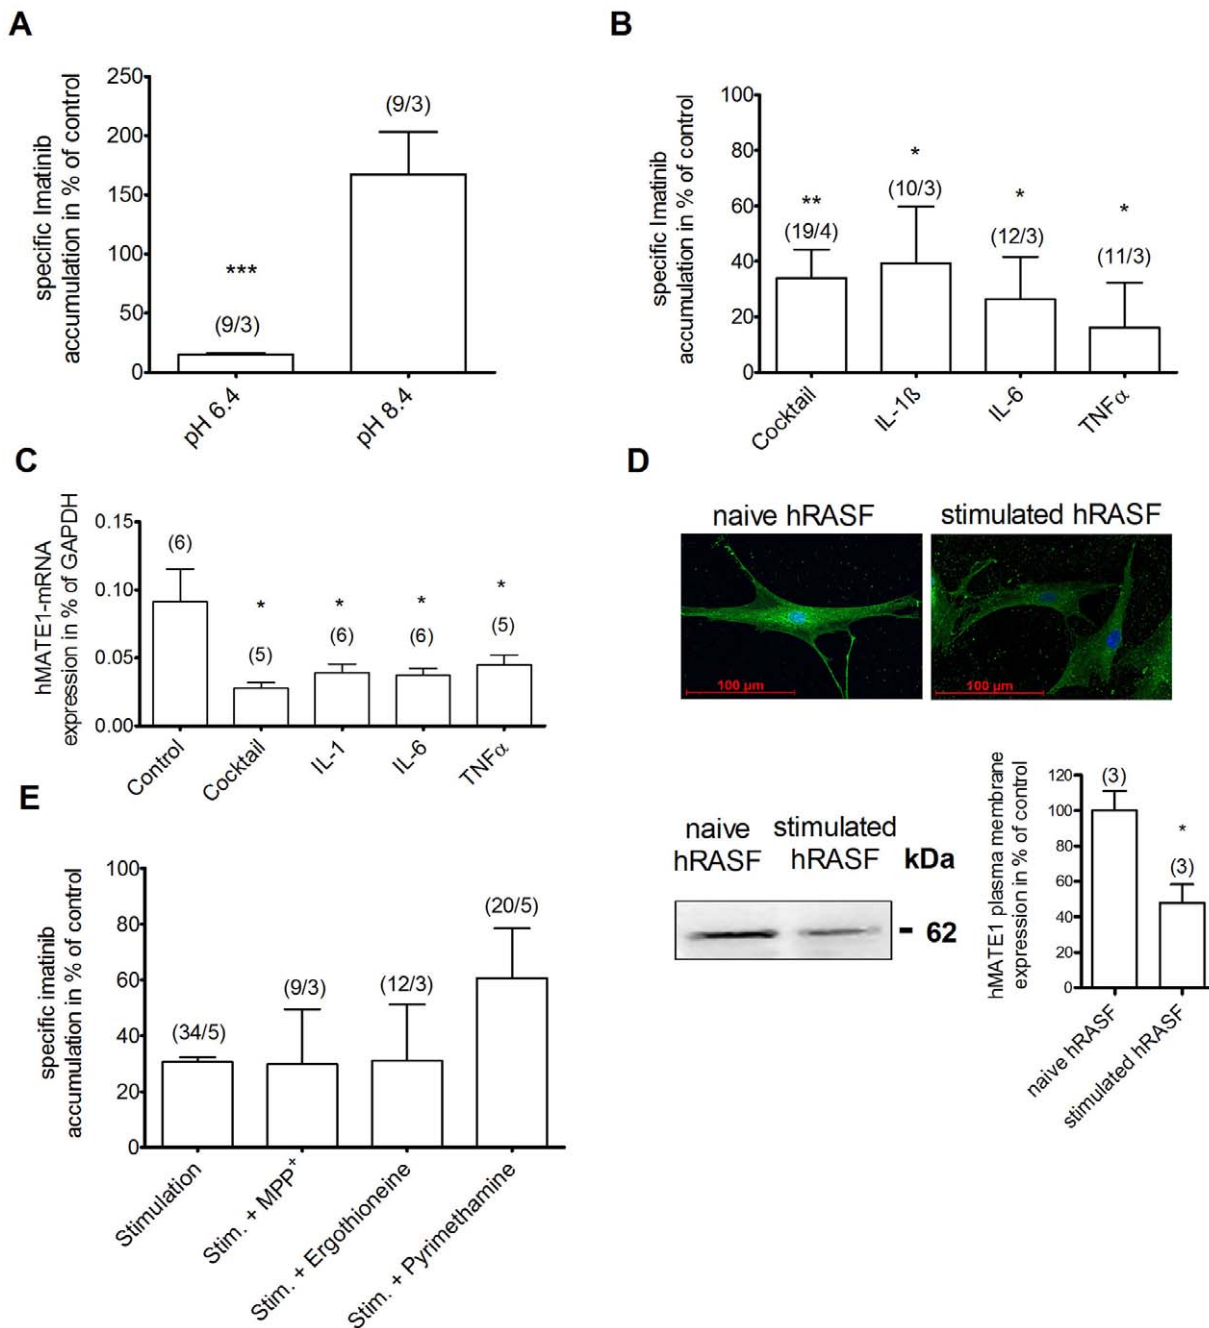 A
specific Imatinib
accumulation in % of control
250
200
150
100
50
0
(9/3)
***
(9/3)
pH 6.4
pH 8.4
B
specific Imatinib
accumulation in % of control
100
80
60
40
20
0
**
(19/4)
*
(10/3)
*
(12/3)
*
(11/3)
Cocktail
IL-1ß
IL-6
TNFα
C
hMATE1-mRNA
expression in % of GAPDH
0.15
0.10
0.05
0.00
(6)
*
(5)
*
(6)
*
(6)
*
(5)
Control
Cocktail
IL-1
IL-6
TNFα
D
naive hRASF
stimulated hRASF
100 µm
100 µm
naive
hRASF
stimulated
hRASF
kDa
- 62
hMATE1 plasma membrane
expression in % of control
120
100
80
60
40
20
0
(3)
*
(3)
naive hRASF
stimulated hRASF
E
specific imatinib
accumulation in % of control
100
80
60
40
20
0
(34/5)
(9/3)
(12/3)
(20/5)
Stimulation
Stim. + MPP⁺
Stim. + Ergothioneine
Stim. + Pyrimethamine